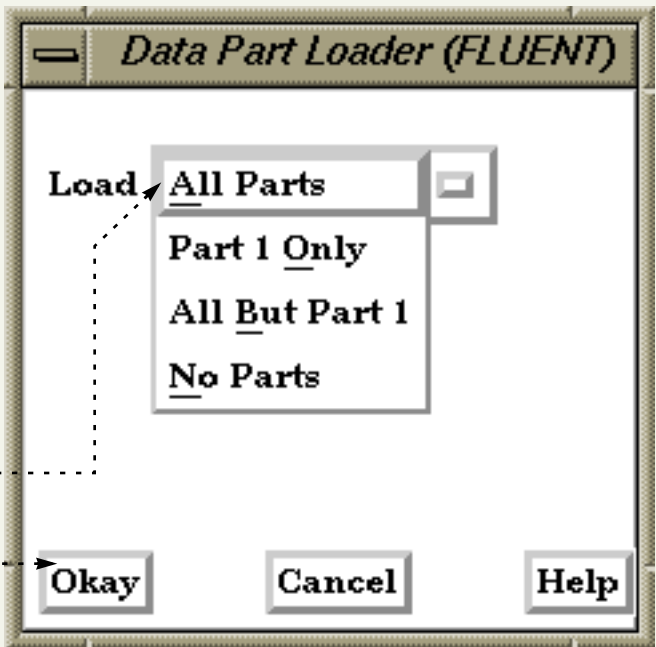 Data Part Loader (FLUENT)
Load All Parts
Part 1 Only
All But Part 1
No Parts
Okay Cancel Help